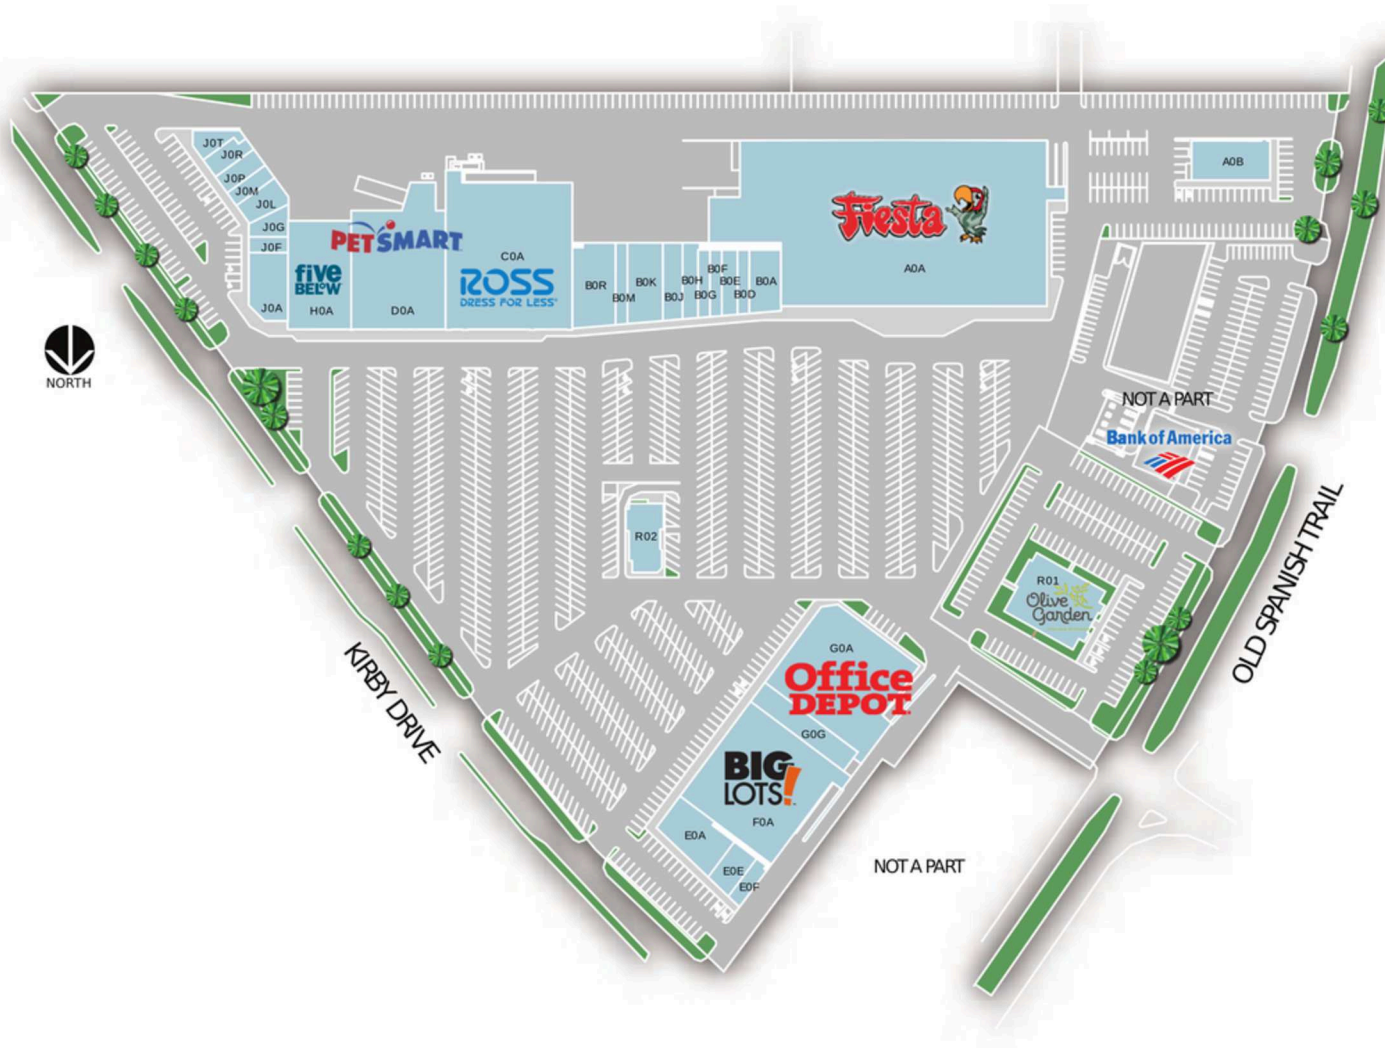 J0T
J0R
J0P
J0M
J0L
J0G
J0F
J0A
PETSMART
five
BELOW
H0A
D0A
C0A
ROSS
DRESS FOR LESS
B0R
B0M
B0K
B0J
B0H
B0G
B0F
B0E
B0D
B0A
Fiesta
A0A
A0B
NORTH
NOT A PART
Bank of America
R02
R01
Olive
Garden
OLD SPANISH TRAIL
KIRBY DRIVE
G0A
Office
DEPOT
G0G
BIG
LOTS!
F0A
E0A
E0E
E0F
NOT A PART